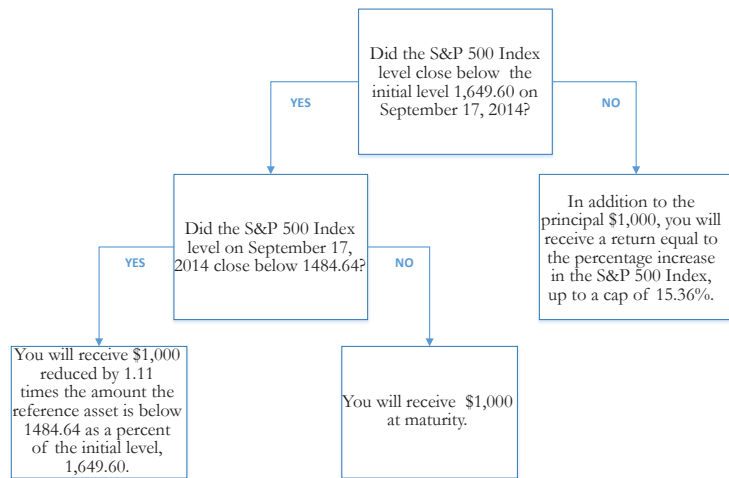 Did the S&P 500 Index
level close below the
initial level 1,649.60 on
September 17, 2014?
YES
NO
Did the S&P 500 Index
level on September 17,
2014 close below 1484.64?
In addition to the
principal $1,000, you will
receive a return equal to
the percentage increase
in the S&P 500 Index,
up to a cap of 15.36%.
YES
NO
You will receive $1,000
reduced by 1.11
times the amount the
reference asset is below
1484.64 as a percent
of the initial level,
1,649.60.
You will receive $1,000
at maturity.